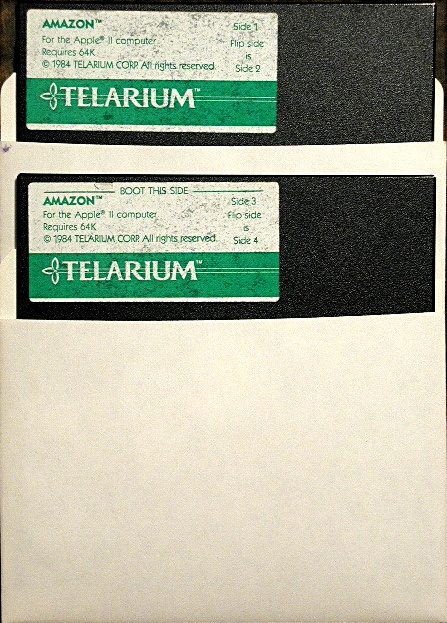 AMAZON™
For the Apple® II computer
Requires 64K
© 1984 TELARIUM CORP. All rights reserved.
Side 1
Flip side
is
Side 2
TELARIUM™
BOOT THIS SIDE
AMAZON™
For the Apple® II computer
Requires 64K
© 1984 TELARIUM CORP. All rights reserved.
Side 3
Flip side
is
Side 4
TELARIUM™